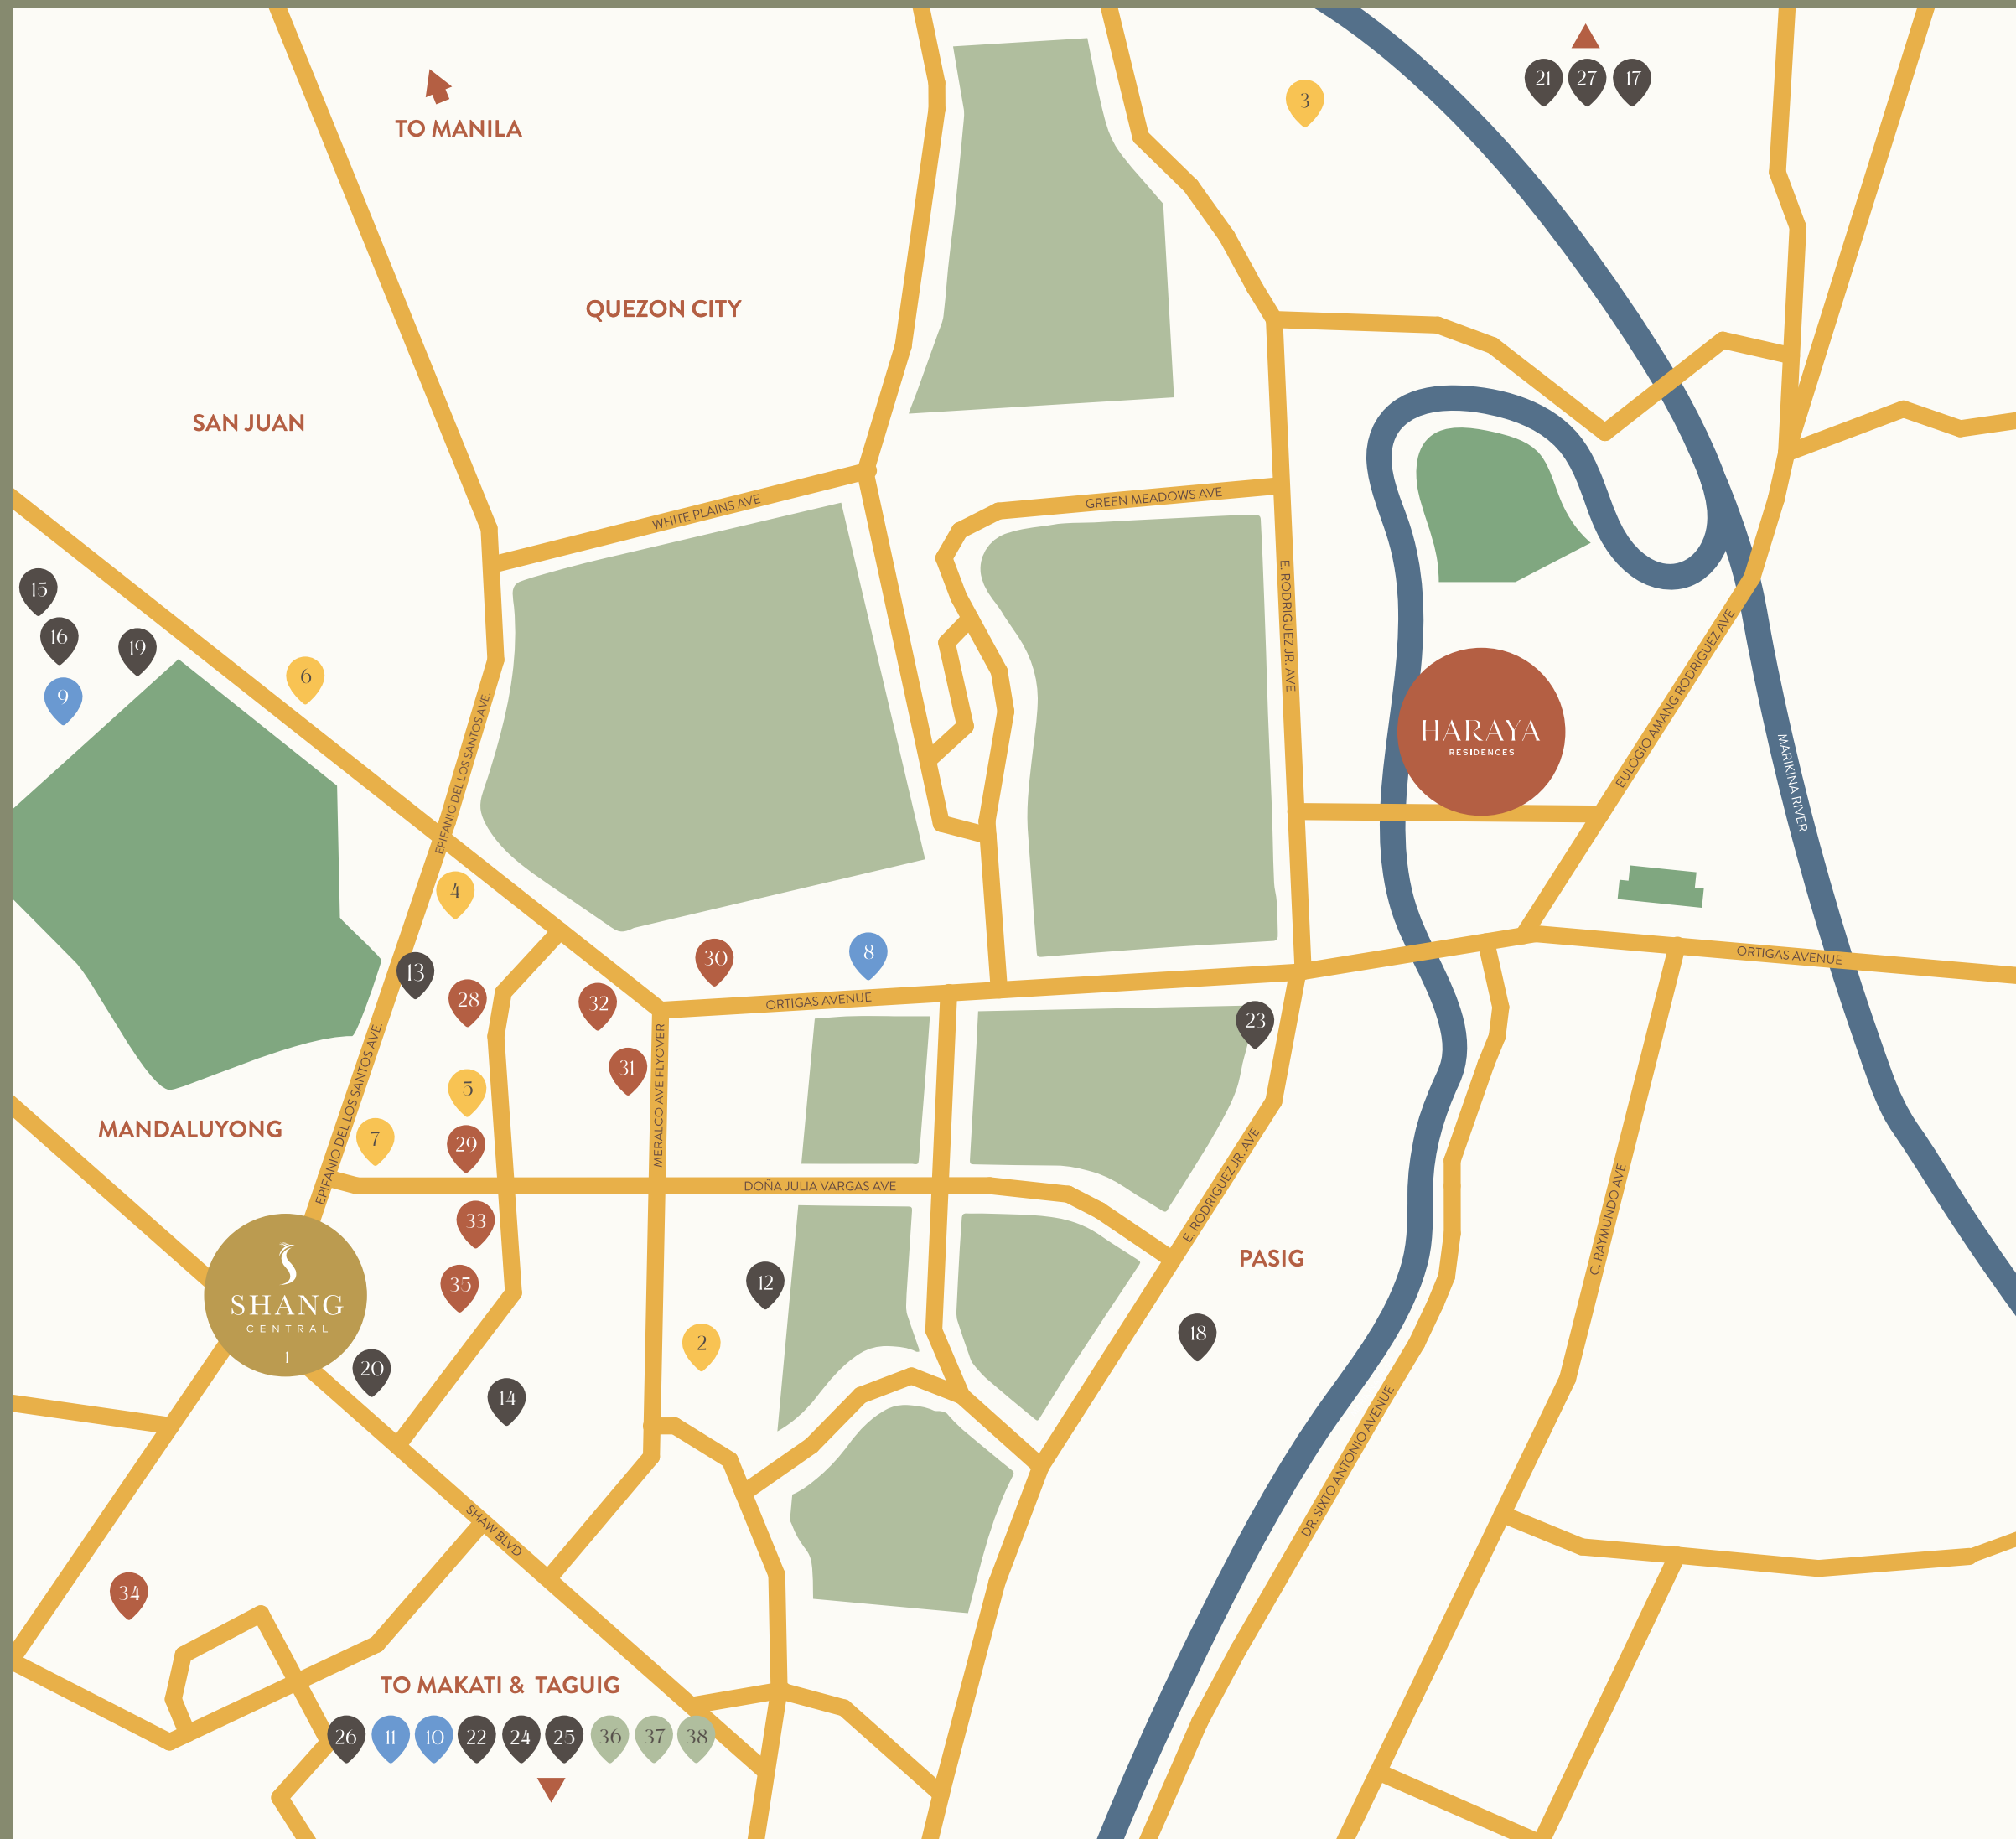 21 27 17
3
TO MANILA
QUEZON CITY
SAN JUAN
WHITE PLAINS AVE
GREEN MEADOWS AVE
E. RODRIGUEZ JR. AVE
15
16
19
9
6
EPIFANIO DEL LOS SANTOS AVE.
EULOGIO AMANG RODRIGUEZ AVE
HARAYA
RESIDENCES
MARIKINA RIVER
4
13
28
30
8
32
ORTIGAS AVENUE
ORTIGAS AVENUE
23
31
MERALCO AVE FLYOVER
5
MANDALUYONG
EPIFANIO DEL LOS SANTOS AVE.
7
29
DOÑA JULIA VARGAS AVE
E. RODRIGUEZ JR. AVE
C. RAYMUNDO AVE
33
PASIG
SHANG
CENTRAL
1
35
12
2
18
20
14
DR. SIXTO ANTONIO AVENUE
SHAW BLVD
34
TO MAKATI & TAGUIG
26 11 10 22 24 25 36 37 38